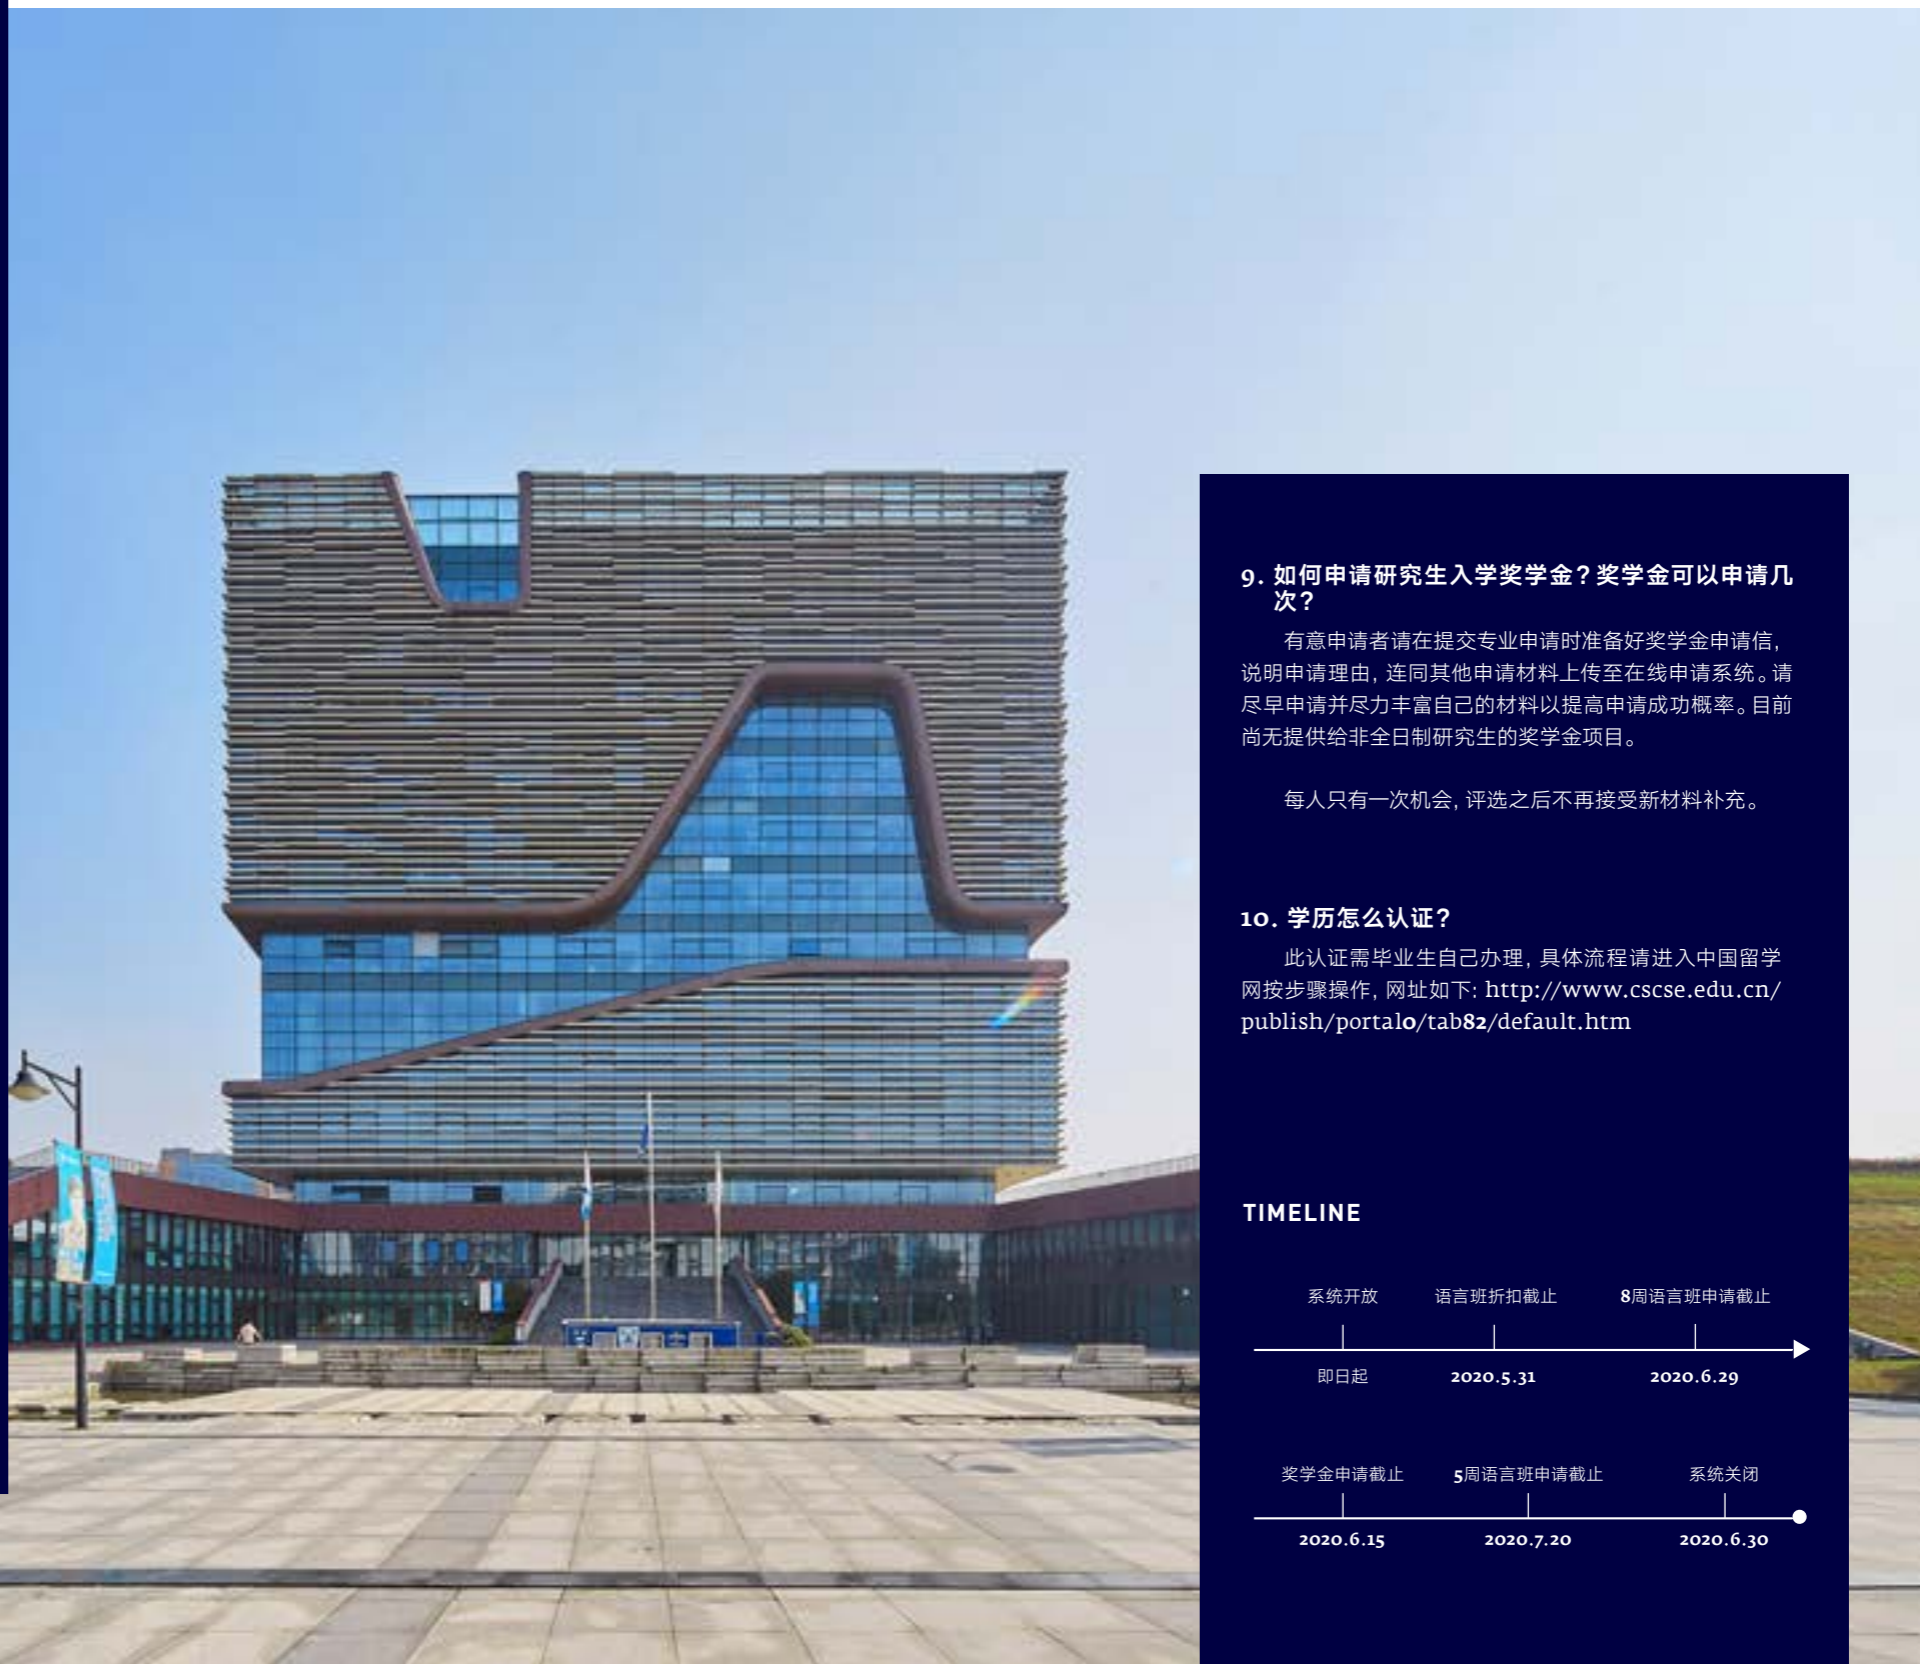 9. 如何申请研究生入学奖学金？奖学金可以申请几
次？
有意申请者请在提交专业申请时准备好奖学金申请信，
说明申请理由，连同其他申请材料上传至在线申请系统。请
尽早申请并尽力丰富自己的材料以提高申请成功概率。目前
尚无提供给非全日制研究生的奖学金项目。
每人只有一次机会，评选之后不再接受新材料补充。
10. 学历怎么认证？
此认证需毕业生自己办理，具体流程请进入中国留学
网按步骤操作，网址如下：http://www.cscse.edu.cn/
publish/portal0/tab82/default.htm
TIMELINE
系统开放 语言班折扣截止 8周语言班申请截止
即日起 2020.5.31 2020.6.29
奖学金申请截止 5周语言班申请截止 系统关闭
2020.6.15 2020.7.20 2020.6.30